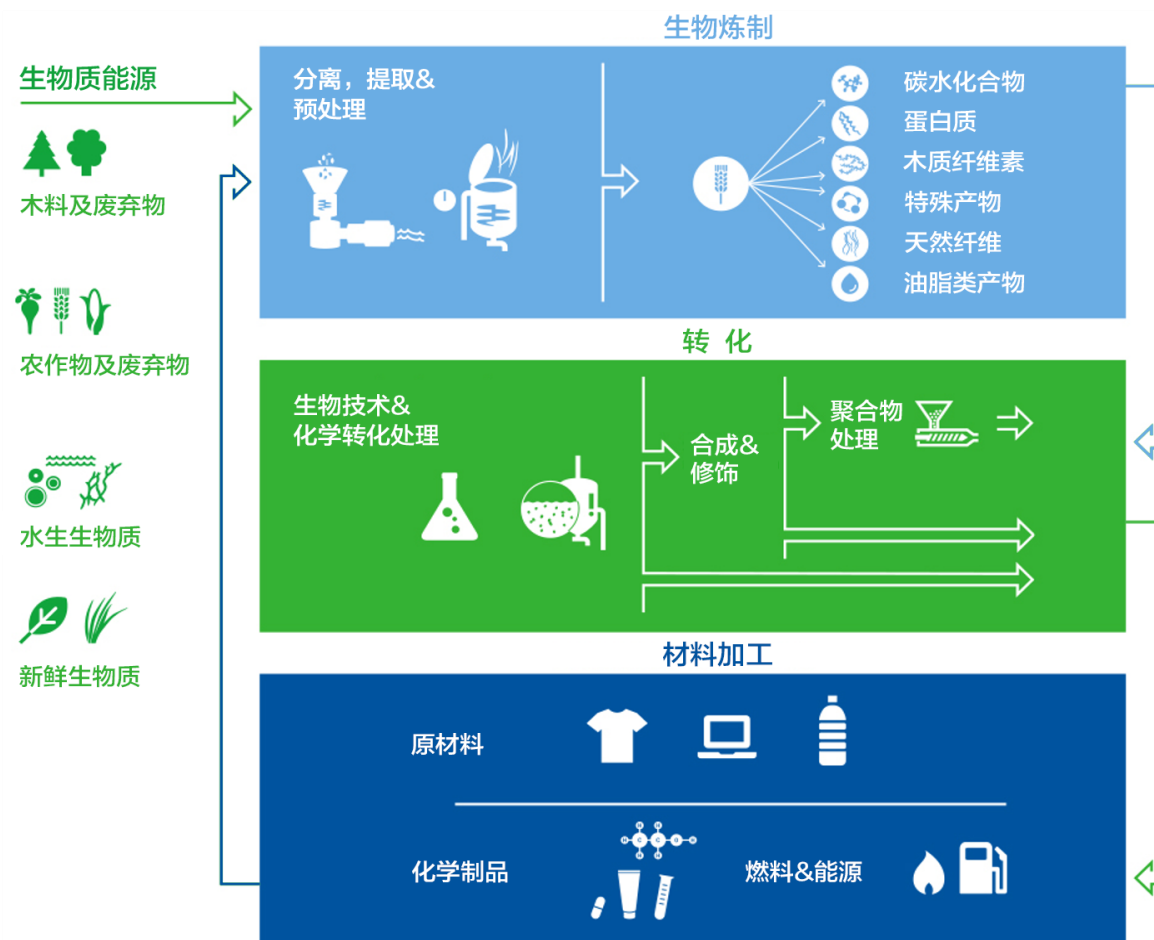 生物炼制
生物质能源
木料及废弃物
农作物及废弃物
水生生物质
新鲜生物质
分离，提取&
预处理
碳水化合物
蛋白质
木质纤维素
特殊产物
天然纤维
油脂类产物
转 化
生物技术&
化学转化处理
合成&
修饰
聚合物
处理
材料加工
原材料
化学制品
燃料&能源